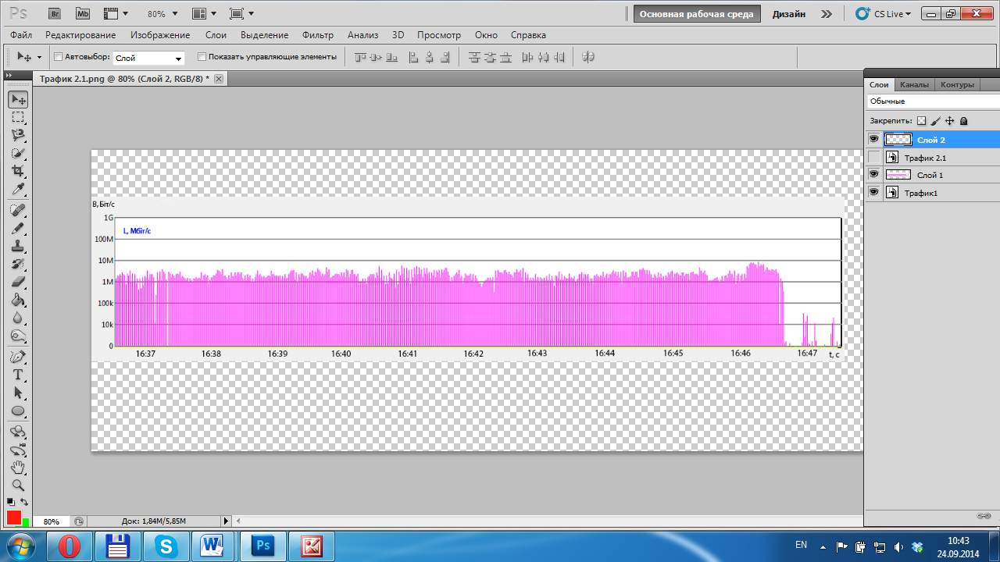 Ps Br Mb 80% Основная рабочая среда Дизайн CS Live
Файл Редактирование Изображение Слои Выделение Фильтр Анализ 3D Просмотр Окно Справка
Автовыбор: Слой Показать управляющие элементы
Трафик 2.1.png @ 80% (Слой 2, RGB/8) *
Слои Каналы Контуры
Обычные
Закрепить:
Слой 2
Трафик 2.1
Слой 1
Трафик1
В, Біт/с
1G
L, Мбіт/с
100M
10M
1M
100k
10k
0
16:37 16:38 16:39 16:40 16:41 16:42 16:43 16:44 16:45 16:46 16:47 t, c
T
80% Док: 1,84M/5,85M
S W Ps EN 10:43
24.09.2014